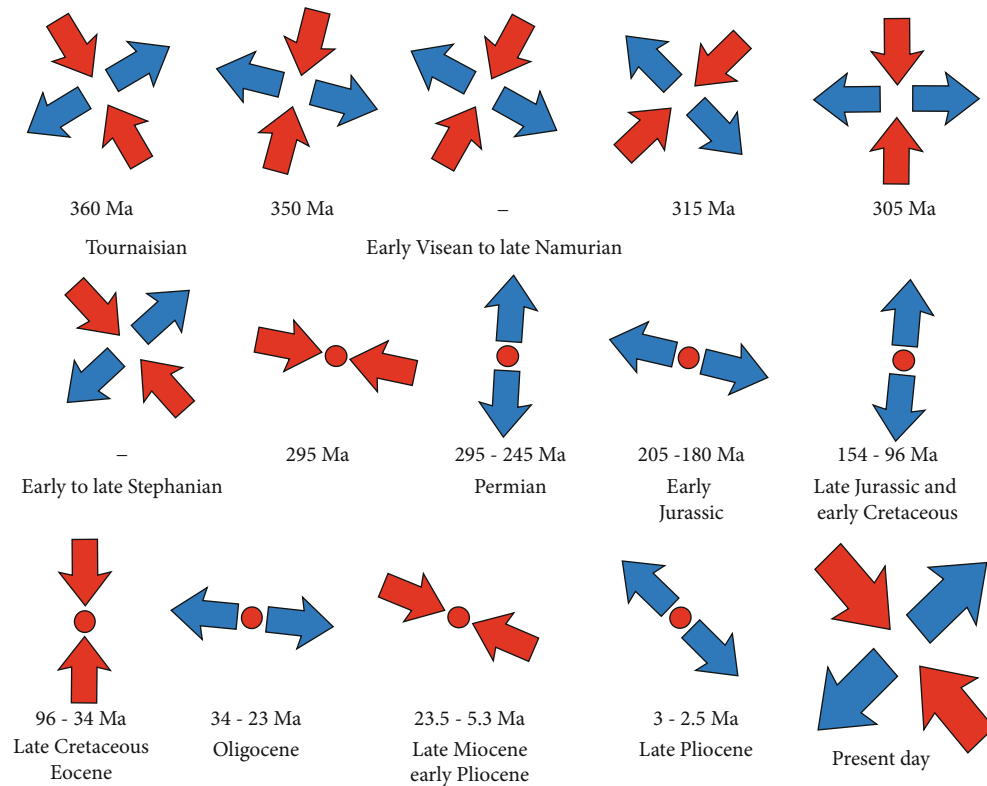 360 Ma
350 Ma
–
315 Ma
305 Ma
Tournaisian
Early Visean to late Namurian
–
295 Ma
295 - 245 Ma
205 -180 Ma
154 - 96 Ma
Early to late Stephanian
Permian
Early
Jurassic
Late Jurassic and
early Cretaceous
96 - 34 Ma
34 - 23 Ma
23.5 - 5.3 Ma
3 - 2.5 Ma
Late Cretaceous
Eocene
Oligocene
Late Miocene
early Pliocene
Late Pliocene
Present day